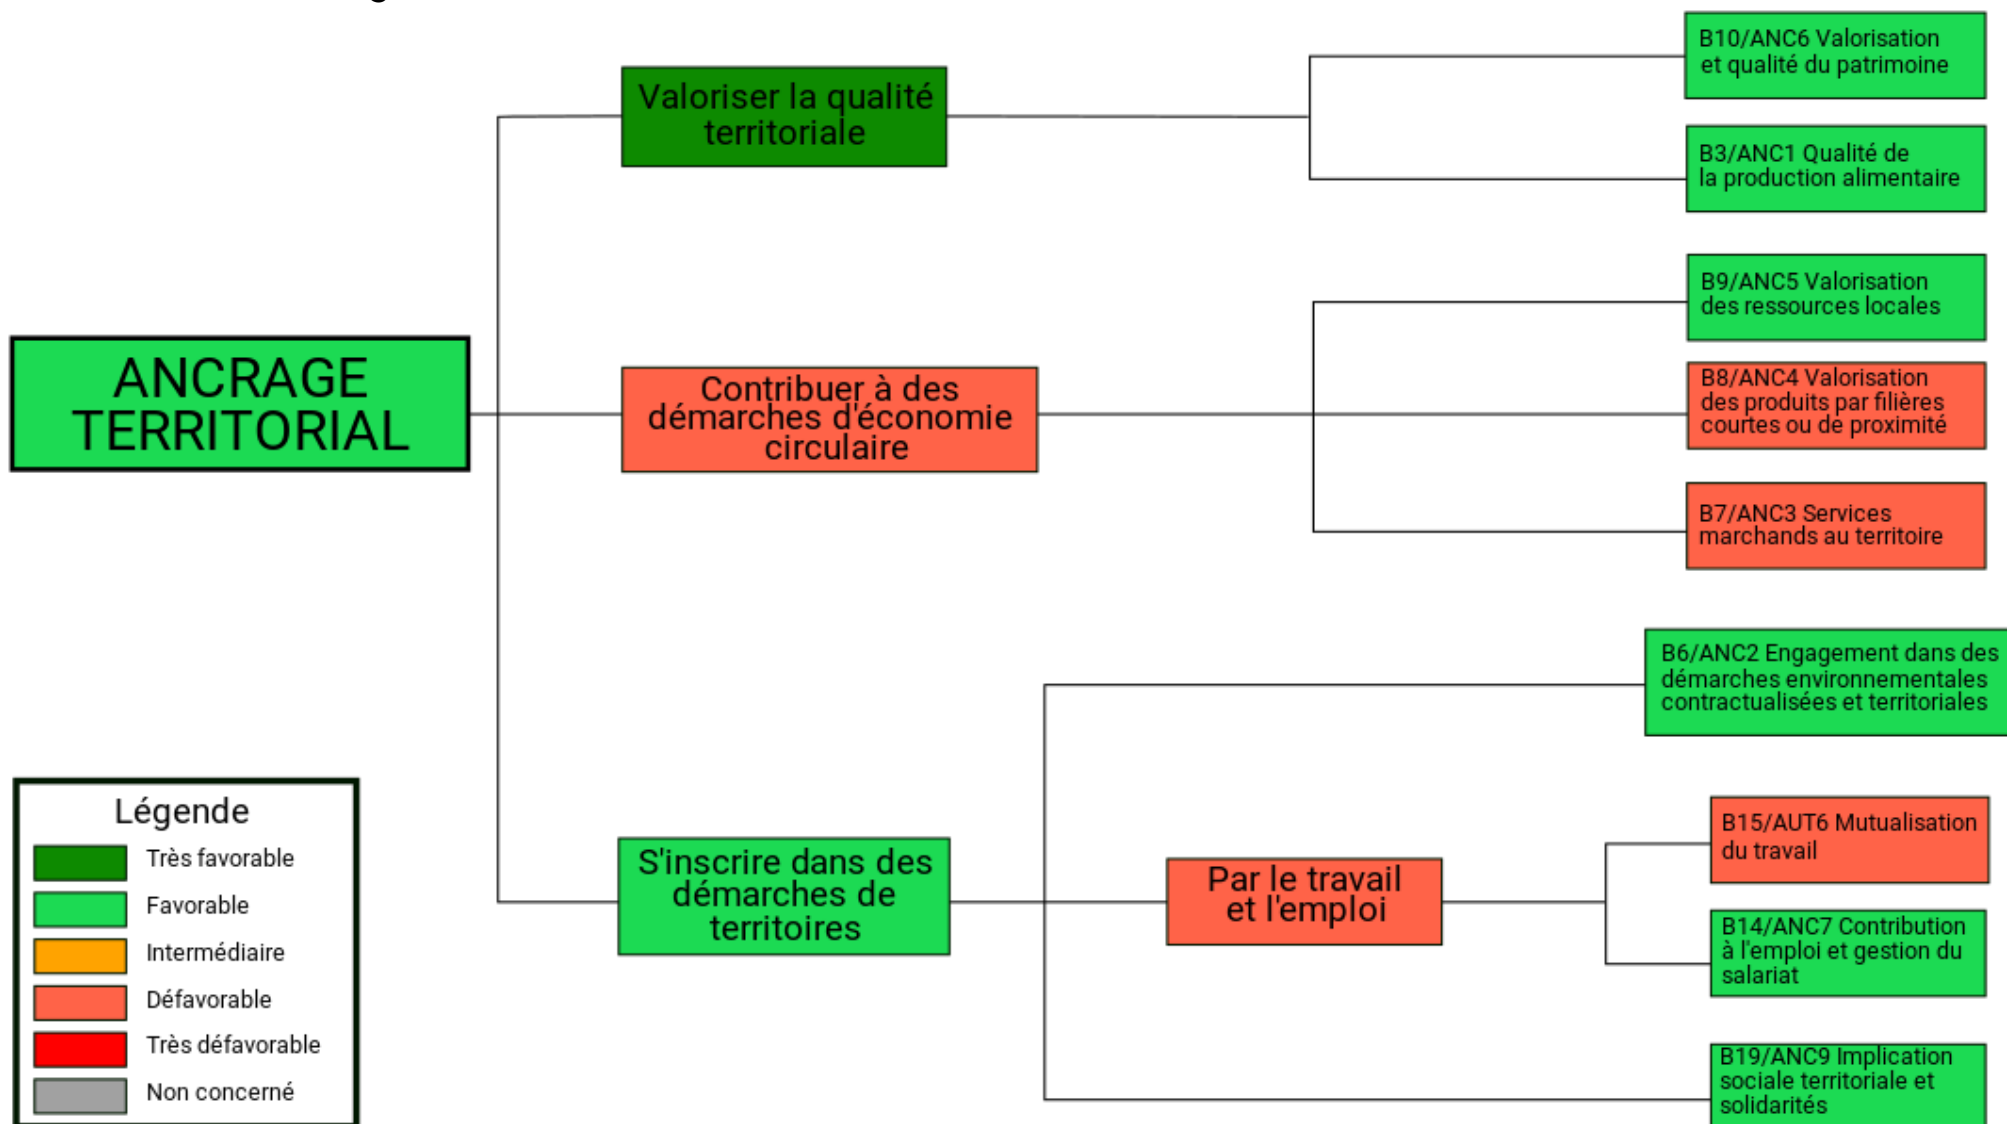 B10/ANC6 Valorisation
et qualité du patrimoine
Valoriser la qualité
territoriale
B3/ANC1 Qualité de
la production alimentaire
B9/ANC5 Valorisation
des ressources locales
ANCRAGE
TERRITORIAL
Contribuer à des
démarches d'économie
circulaire
B8/ANC4 Valorisation
des produits par filières
courtes ou de proximité
B7/ANC3 Services
marchands au territoire
B6/ANC2 Engagement dans des
démarches environnementales
contractualisées et territoriales
S'inscrire dans des
démarches de
territoires
Par le travail
et l'emploi
B15/AUT6 Mutualisation
du travail
B14/ANC7 Contribution
à l'emploi et gestion du
salariat
B19/ANC9 Implication
sociale territoriale et
solidarités
Légende
Très favorable
Favorable
Intermédiaire
Défavorable
Très défavorable
Non concerné